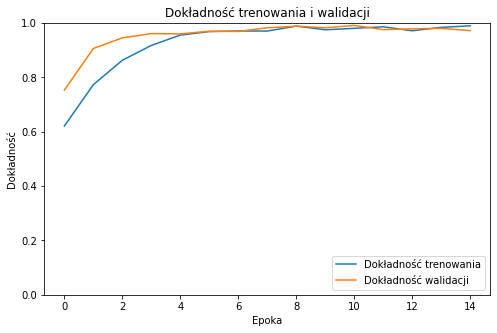 Dokładność trenowania i walidacji
Dokładność
1.0
0.8
0.6
0.4
0.2
0.0
0 2 4 6 8 10 12 14
Epoka
Dokładność trenowania
Dokładność walidacji